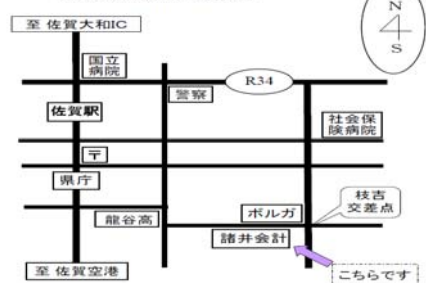 至 佐賀大和IC
N
S
国立
病院
R34
警察
佐賀駅
社会保
険病院
〒
県庁
枝吉
交差点
龍谷高
ボルガ
諸井会計
至 佐賀空港
こちらです